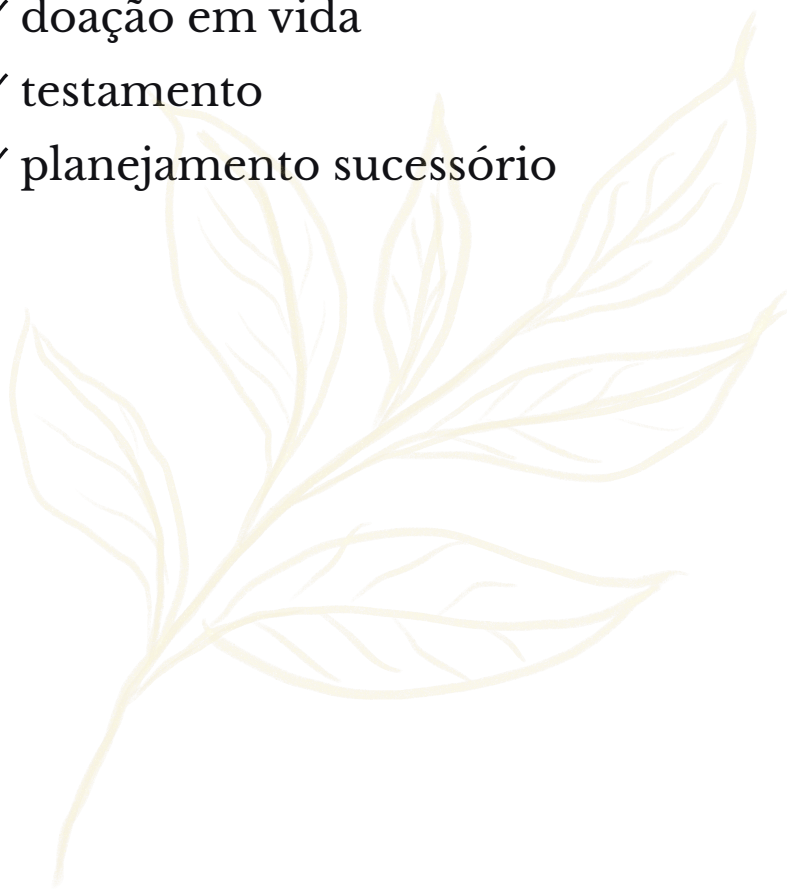 ✓ doação em vida
✓ testamento
✓ planejamento sucessório